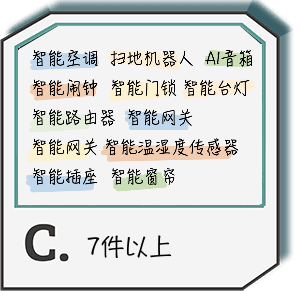 智能空调 扫地机器人 AI音箱
智能闹钟 智能门锁 智能台灯
智能路由器 智能网关
智能网关 智能温湿度传感器
智能插座 智能窗帘
C. 7件以上